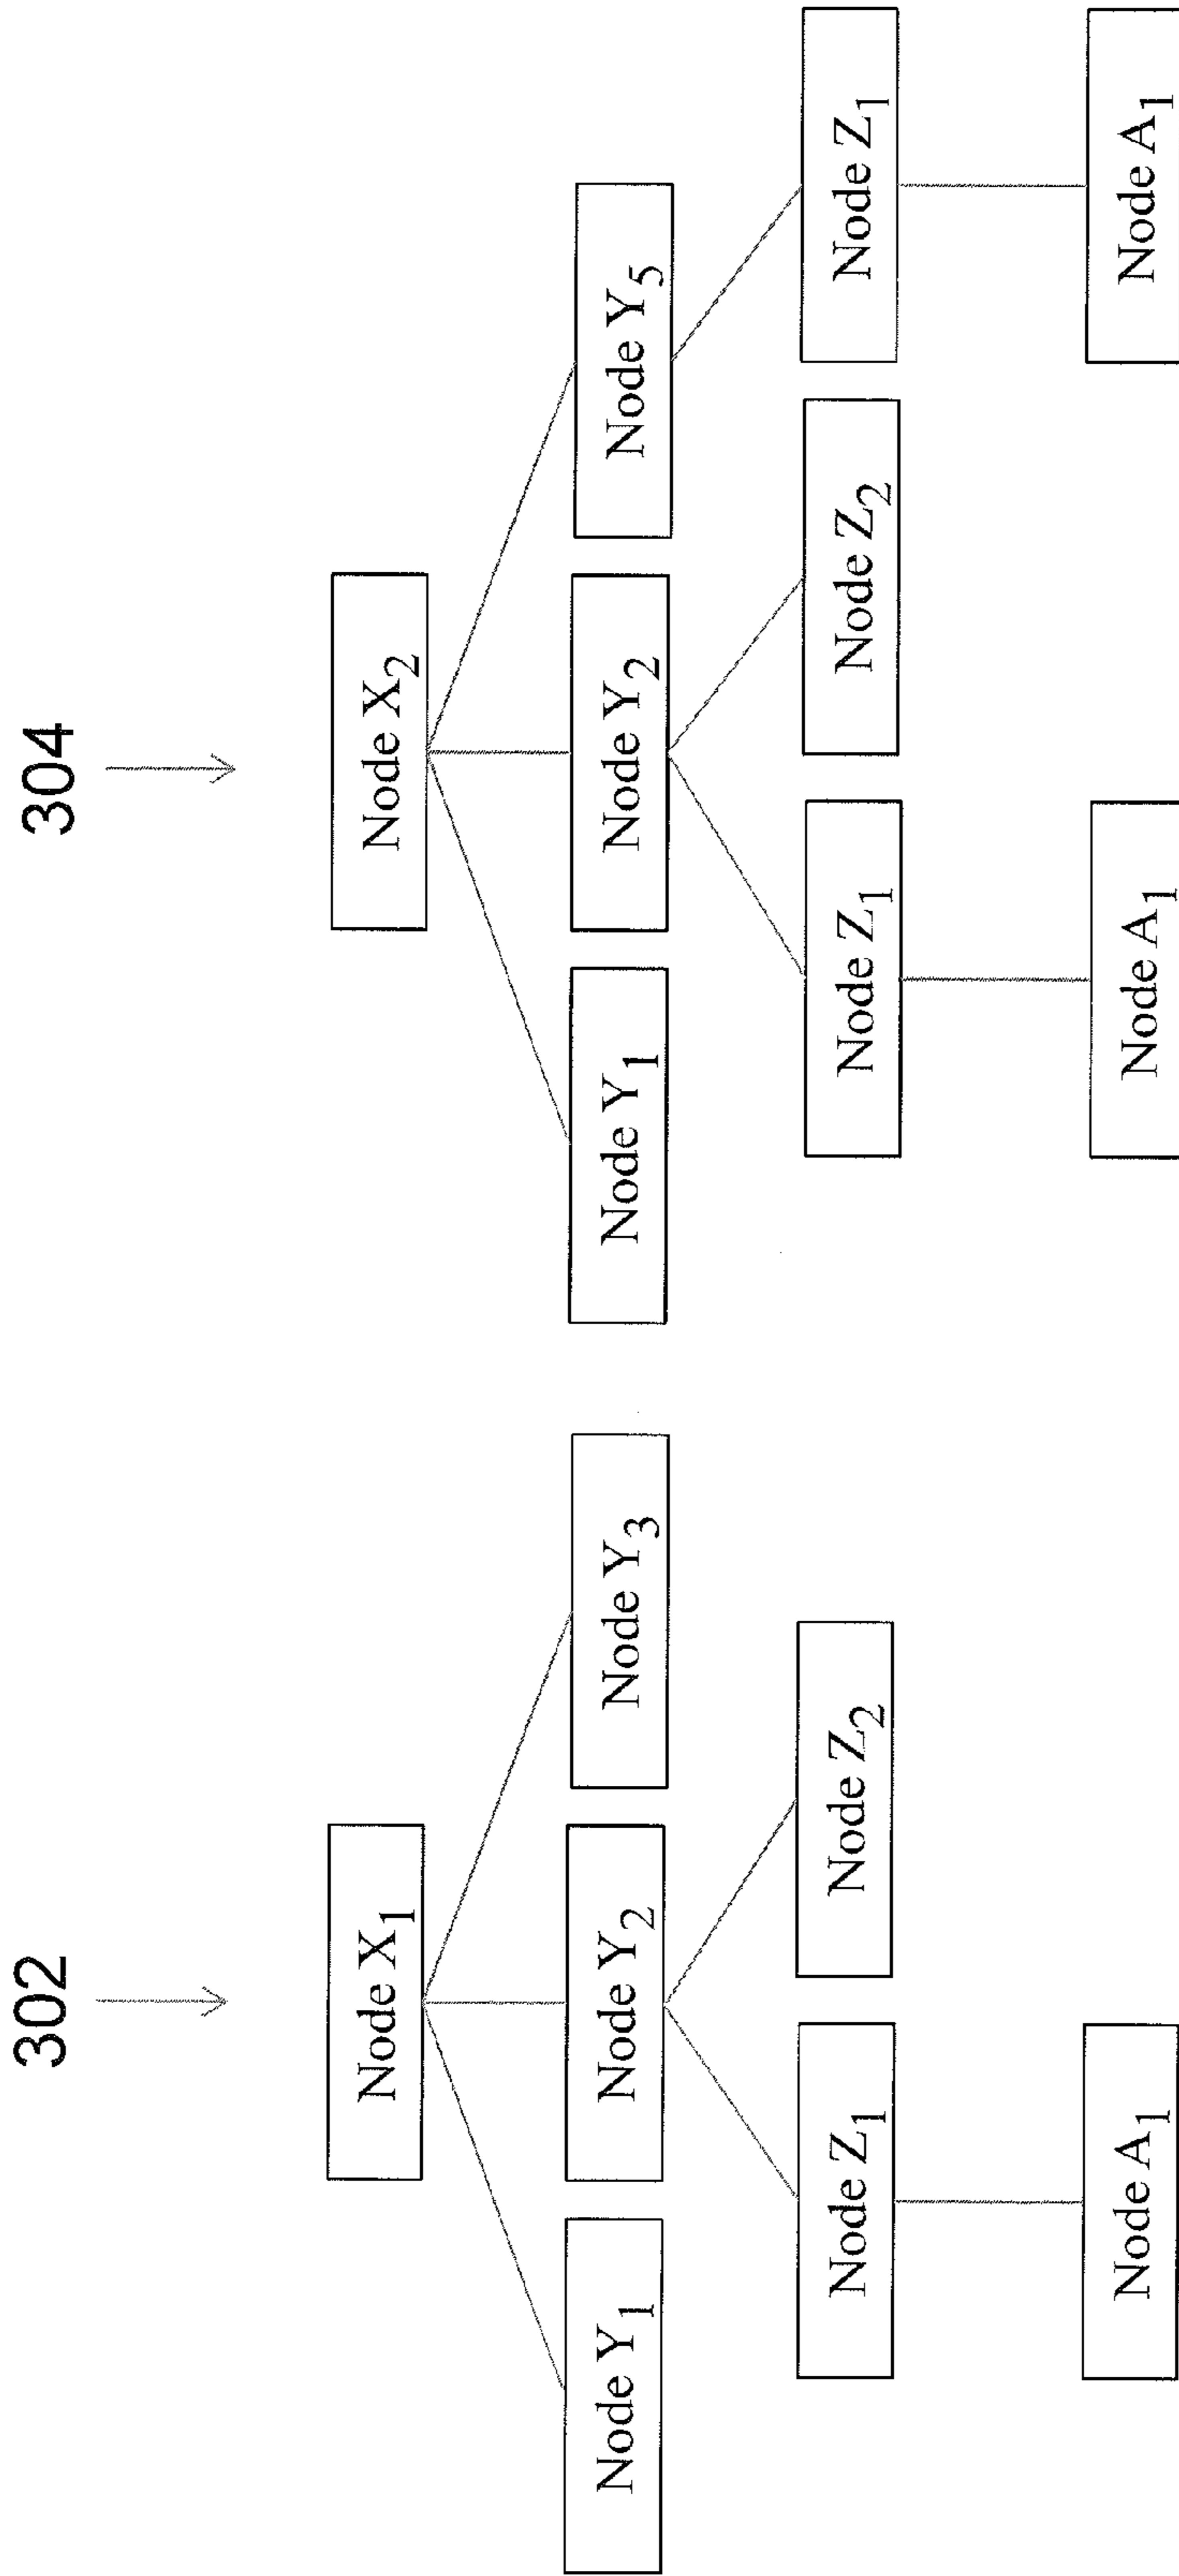 302
Node X₁
Node Y₁
Node Y₂
Node Y₃
Node Z₁
Node Z₂
Node A₁
304
Node X₂
Node Y₁
Node Y₂
Node Y₅
Node Z₁
Node Z₂
Node Z₁
Node A₁
Node A₁